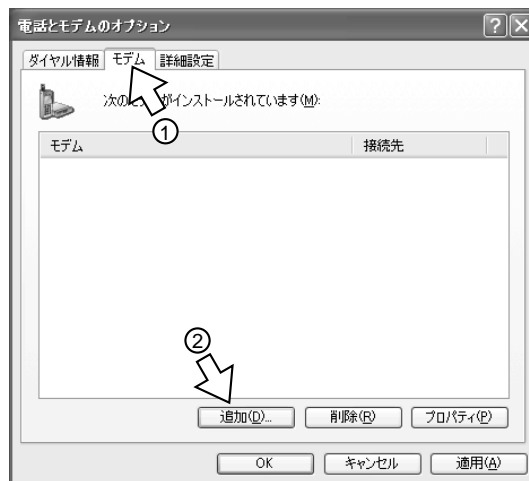 電話とモデムのオプション
ダイヤル情報 モデム 詳細設定
次の がインストールされています(M):
①
モデム 接続先
②
追加(D)... 削除(R) プロパティ(P)
OK キャンセル 適用(A)